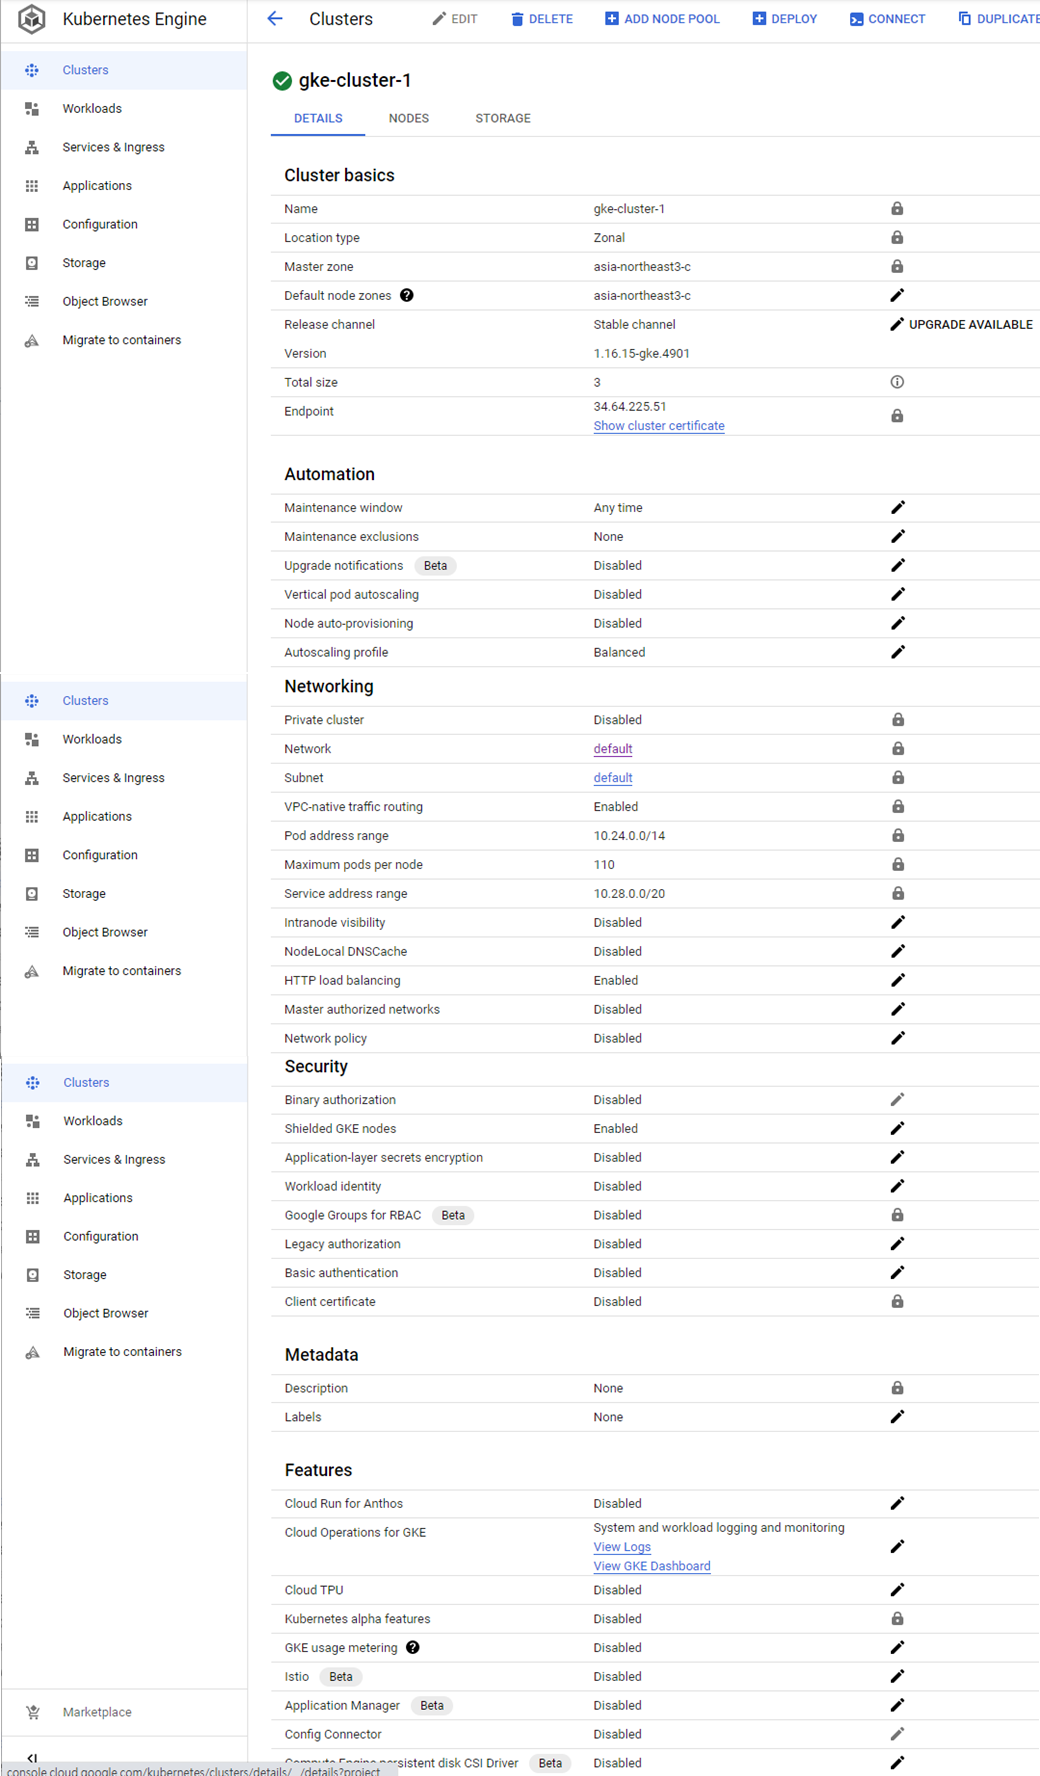 Kubernetes Engine
Clusters
EDIT
DELETE
ADD NODE POOL
DEPLOY
CONNECT
DUPLICATE
Clusters
Workloads
Services & Ingress
Applications
Configuration
Storage
Object Browser
Migrate to containers
gke-cluster-1
DETAILS
NODES
STORAGE
Cluster basics
Name gke-cluster-1
Location type Zonal
Master zone asia-northeast3-c
Default node zones ? asia-northeast3-c
Release channel Stable channel UPGRADE AVAILABLE
Version 1.16.15-gke.4901
Total size 3
Endpoint 34.64.225.51
Show cluster certificate
Automation
Maintenance window Any time
Maintenance exclusions None
Upgrade notifications Beta Disabled
Vertical pod autoscaling Disabled
Node auto-provisioning Disabled
Autoscaling profile Balanced
Clusters
Workloads
Services & Ingress
Applications
Configuration
Storage
Object Browser
Migrate to containers
Networking
Private cluster Disabled
Network default
Subnet default
VPC-native traffic routing Enabled
Pod address range 10.24.0.0/14
Maximum pods per node 110
Service address range 10.28.0.0/20
Intranode visibility Disabled
NodeLocal DNSCache Disabled
HTTP load balancing Enabled
Master authorized networks Disabled
Network policy Disabled
Clusters
Workloads
Services & Ingress
Applications
Configuration
Storage
Object Browser
Migrate to containers
Marketplace
Security
Binary authorization Disabled
Shielded GKE nodes Enabled
Application-layer secrets encryption Disabled
Workload identity Disabled
Google Groups for RBAC Beta Disabled
Legacy authorization Disabled
Basic authentication Disabled
Client certificate Disabled
Metadata
Description None
Labels None
Features
Cloud Run for Anthos Disabled
Cloud Operations for GKE System and workload logging and monitoring
View Logs
View GKE Dashboard
Cloud TPU Disabled
Kubernetes alpha features Disabled
GKE usage metering ? Disabled
Istio Beta Disabled
Application Manager Beta Disabled
Config Connector Disabled
Compute Engine persistent disk CSI Driver Beta Disabled
console.cloud.google.com/kubernetes/clusters/details/.../details?project